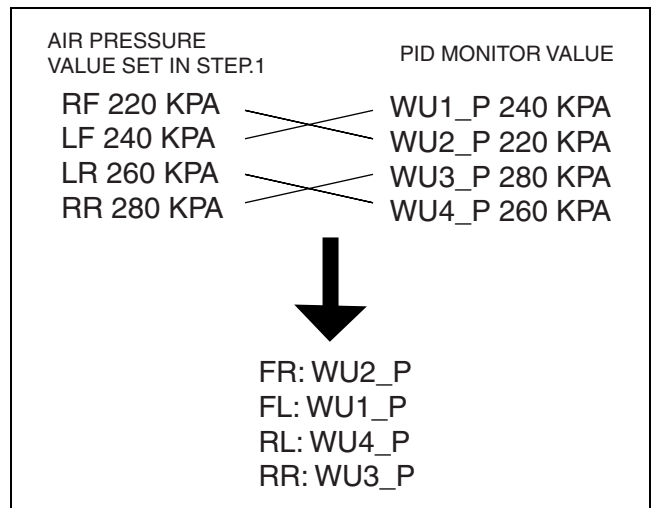 AIR PRESSURE
VALUE SET IN STEP.1
PID MONITOR VALUE
RF 220 KPA
LF 240 KPA
LR 260 KPA
RR 280 KPA
WU1_P 240 KPA
WU2_P 220 KPA
WU3_P 280 KPA
WU4_P 260 KPA
FR: WU2_P
FL: WU1_P
RL: WU4_P
RR: WU3_P